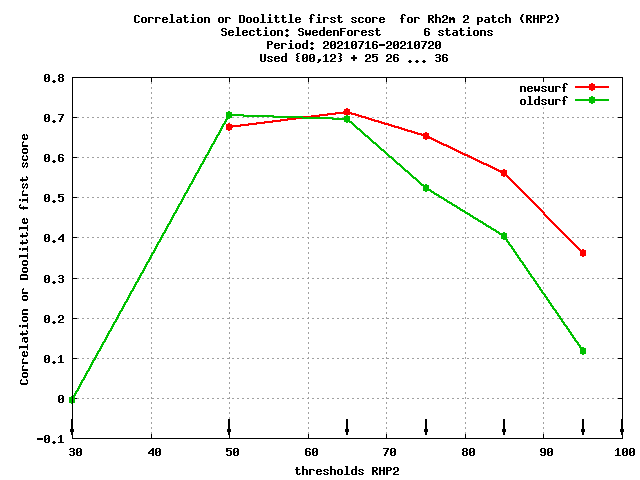 Correlation or Doolittle first score  for Rh2m 2 patch (RHP2)
Selection: SwedenForest      6 stations
Period: 20210716-20210720
Used {00,12} + 25 26 ... 36
newsurf
oldsurf
Correlation or Doolittle first score
0.8
0.7
0.6
0.5
0.4
0.3
0.2
0.1
0
-0.1
30 40 50 60 70 80 90 100
thresholds RHP2